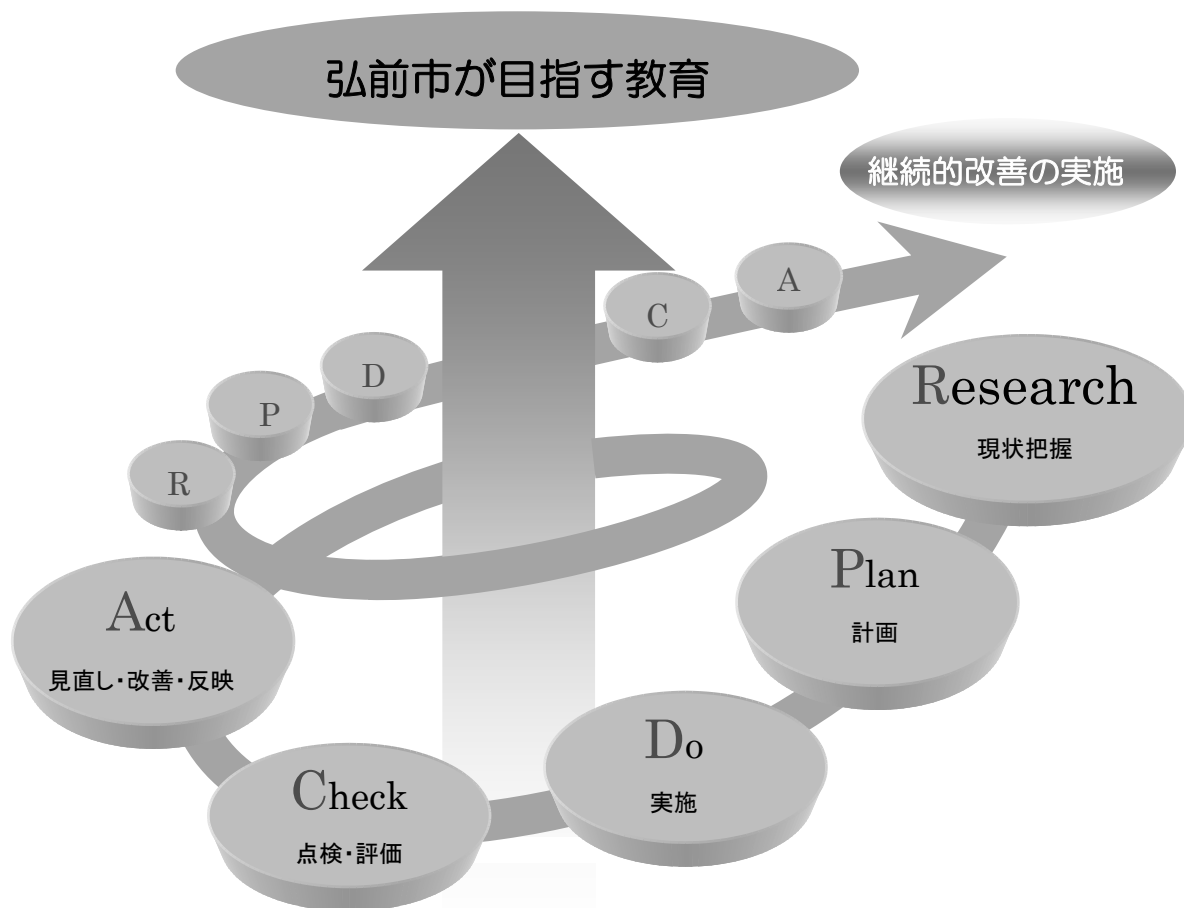 弘前市が目指す教育
継続的改善の実施
A
C
D
P
R
Research
現状把握
Plan
計画
Do
実施
Check
点検・評価
Act
見直し・改善・反映